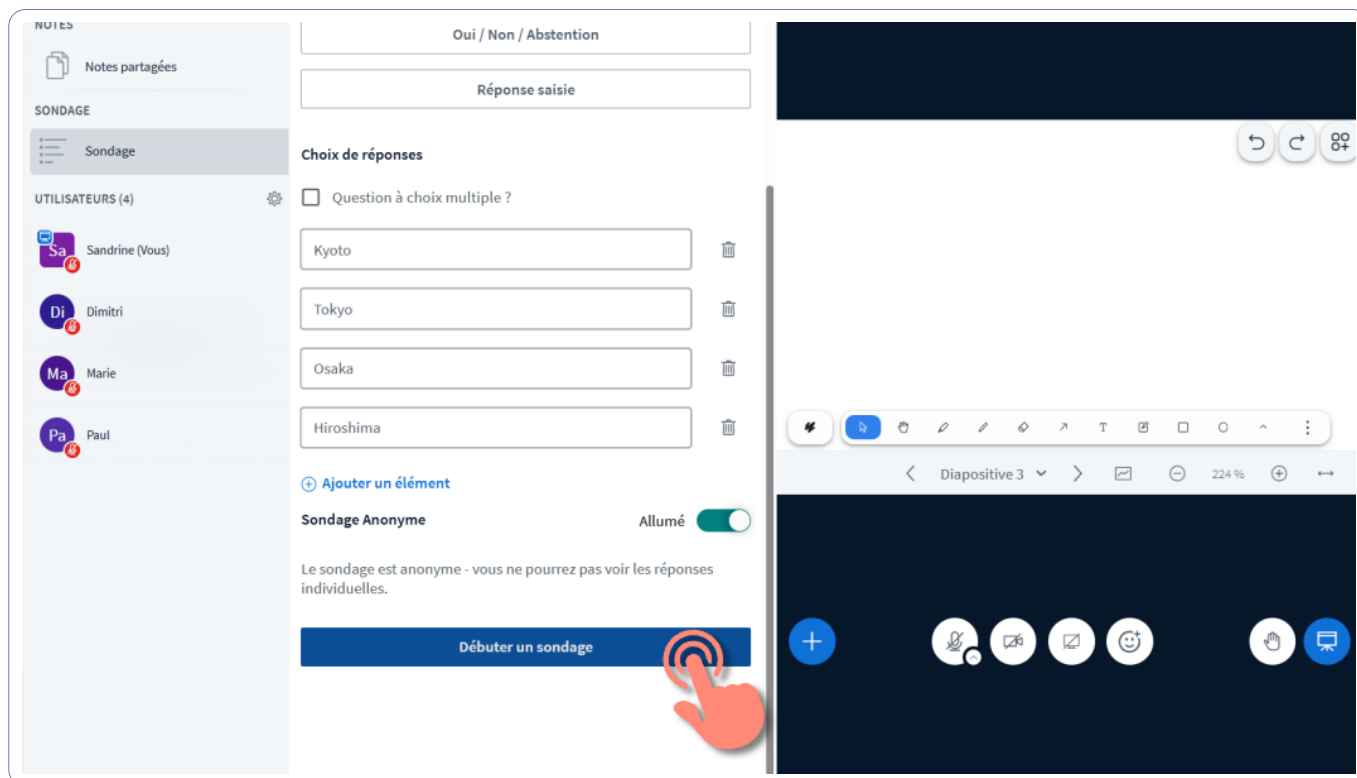 NOTES
Notes partagées
SONDAGE
Sondage
UTILISATEURS (4)
Sa
Sandrine (Vous)
Di
Dimitri
Ma
Marie
Pa
Paul
Oui / Non / Abstention
Réponse saisie
Choix de réponses
Question à choix multiple ?
Kyoto
Tokyo
Osaka
Hiroshima
Ajouter un élément
Sondage Anonyme
Allumé
Le sondage est anonyme - vous ne pourrez pas voir les réponses
individuelles.
Débuter un sondage
T
Diapositive 3
224 %